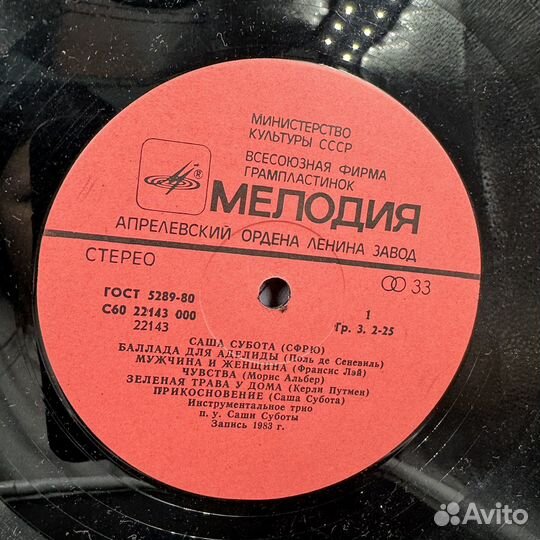 МИНИСТЕРСТВО
КУЛЬТУРЫ СССР
ВСЕСОЮЗНАЯ ФИРМА
ГРАМПЛАСТИНОК
®
МЕЛОДИЯ
АПРЕЛЕВСКИЙ ОРДЕНА ЛЕНИНА ЗАВОД
СТЕРЕО
33
ГОСТ 5289-80
С60 22143 000
22143
1
Гр. 3. 2-25
САША СУБОТА (СФРЮ)
БАЛЛАДА ДЛЯ АДЕЛИДЫ (Поль де Сеневиль)
МУЖЧИНА И ЖЕНЩИНА (Франсис Лэй)
ЧУВСТВА (Морис Альбер)
ЗЕЛЕНАЯ ТРАВА У ДОМА (Керли Путмен)
ПРИКОСНОВЕНИЕ (Саша Субота)
Инструментальное трио
п. у. Саши Суботы
Запись 1983 г.
Avito